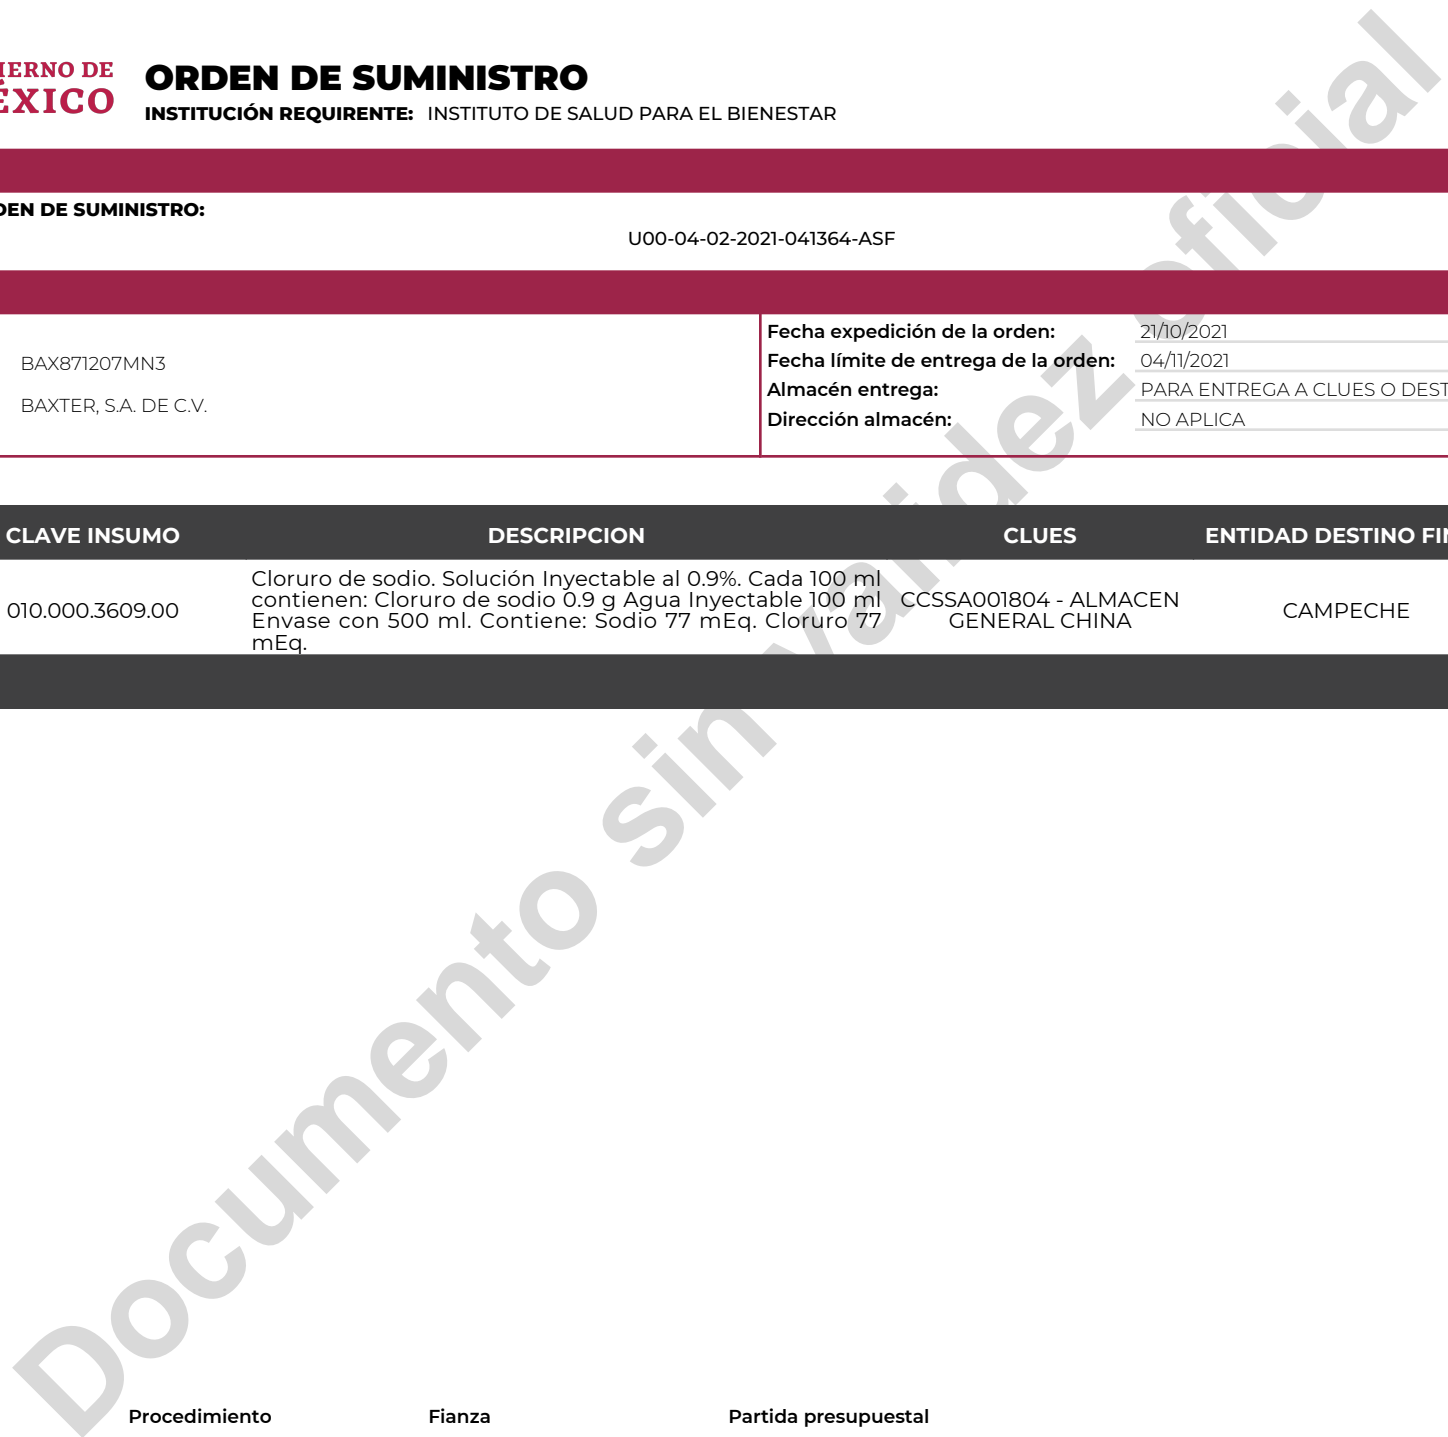 IERNO DE
ÉXICO
ORDEN DE SUMINISTRO
INSTITUCIÓN REQUIRENTE: INSTITUTO DE SALUD PARA EL BIENESTAR
DEN DE SUMINISTRO:
U00-04-02-2021-041364-ASF
BAX871207MN3
BAXTER, S.A. DE C.V.
Fecha expedición de la orden: 21/10/2021
Fecha límite de entrega de la orden: 04/11/2021
Almacén entrega: PARA ENTREGA A CLUES O DEST
Dirección almacén: NO APLICA
CLAVE INSUMO DESCRIPCION CLUES ENTIDAD DESTINO FIN
010.000.3609.00
Cloruro de sodio. Solución Inyectable al 0.9%. Cada 100 ml
contienen: Cloruro de sodio 0.9 g Agua Inyectable 100 ml
Envase con 500 ml. Contiene: Sodio 77 mEq. Cloruro 77
mEq.
CCSSA001804 - ALMACEN
GENERAL CHINA
CAMPECHE
Documento sin validez oficial
Procedimiento Fianza Partida presupuestal